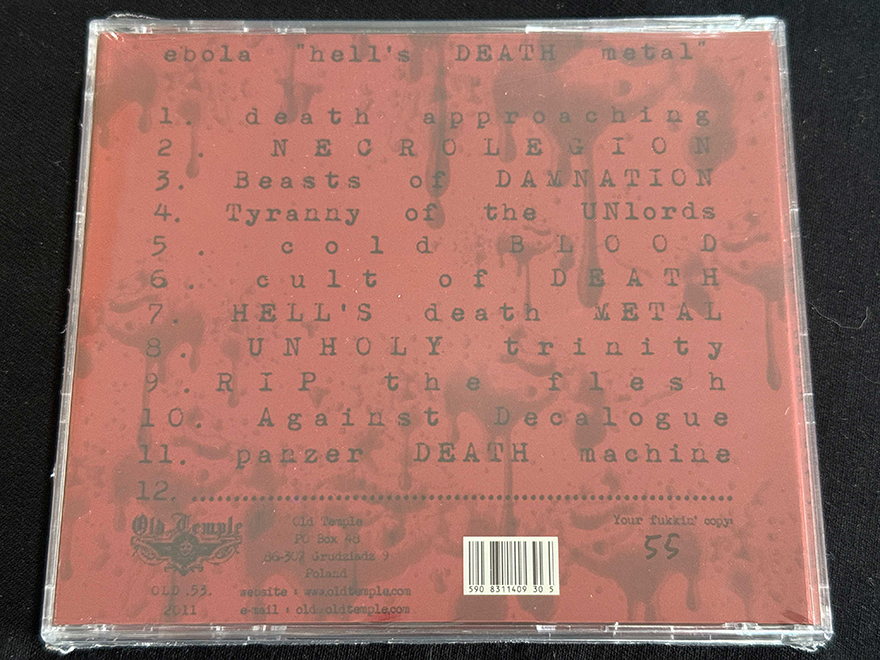 ebola "hell's DEATH metal"
1. death approaching
2. NECROLEGION
3. Beasts of DAMNATION
4. Tyranny of the UNlords
5. cold BLOOD
6. cult of DEATH
7. HELL'S death METAL
8. UNHOLY trinity
9. RIP the flesh
10. Against Decalogue
11. panzer DEATH machine
12. ........................................................................
Old Temple
OLD .53.
2011
Old Temple
PO Box 48
86-307 Grudziadz 9
Poland
website : www.oldtemple.com
e-mail : old@oldtemple.com
590 8311409 30 5
Your fukkin' copy:
55